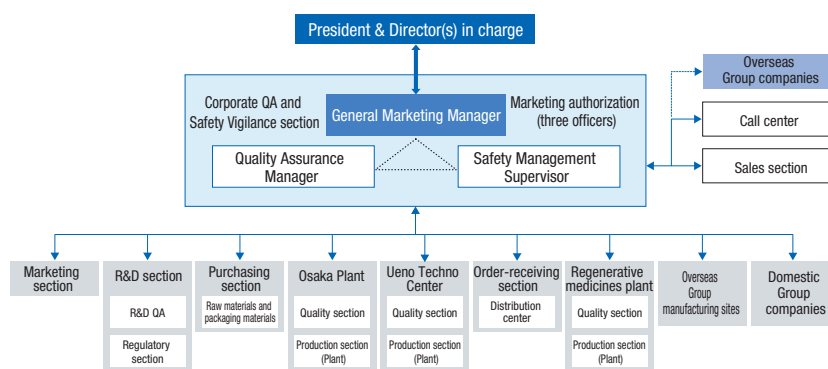 President & Director(s) in charge
Overseas
Group companies
Corporate QA and
Safety Vigilance section
General Marketing Manager
Marketing authorization
(three officers)
Call center
Quality Assurance
Manager
Safety Management
Supervisor
Sales section
Marketing
section
R&D section
R&D QA
Regulatory
section
Purchasing
section
Raw materials and
packaging materials
Osaka Plant
Quality section
Production section
(Plant)
Ueno Techno
Center
Quality section
Production section
(Plant)
Order-receiving
section
Distribution
center
Regenerative
medicines plant
Quality section
Production section
(Plant)
Overseas
Group
manufacturing sites
Domestic
Group
companies